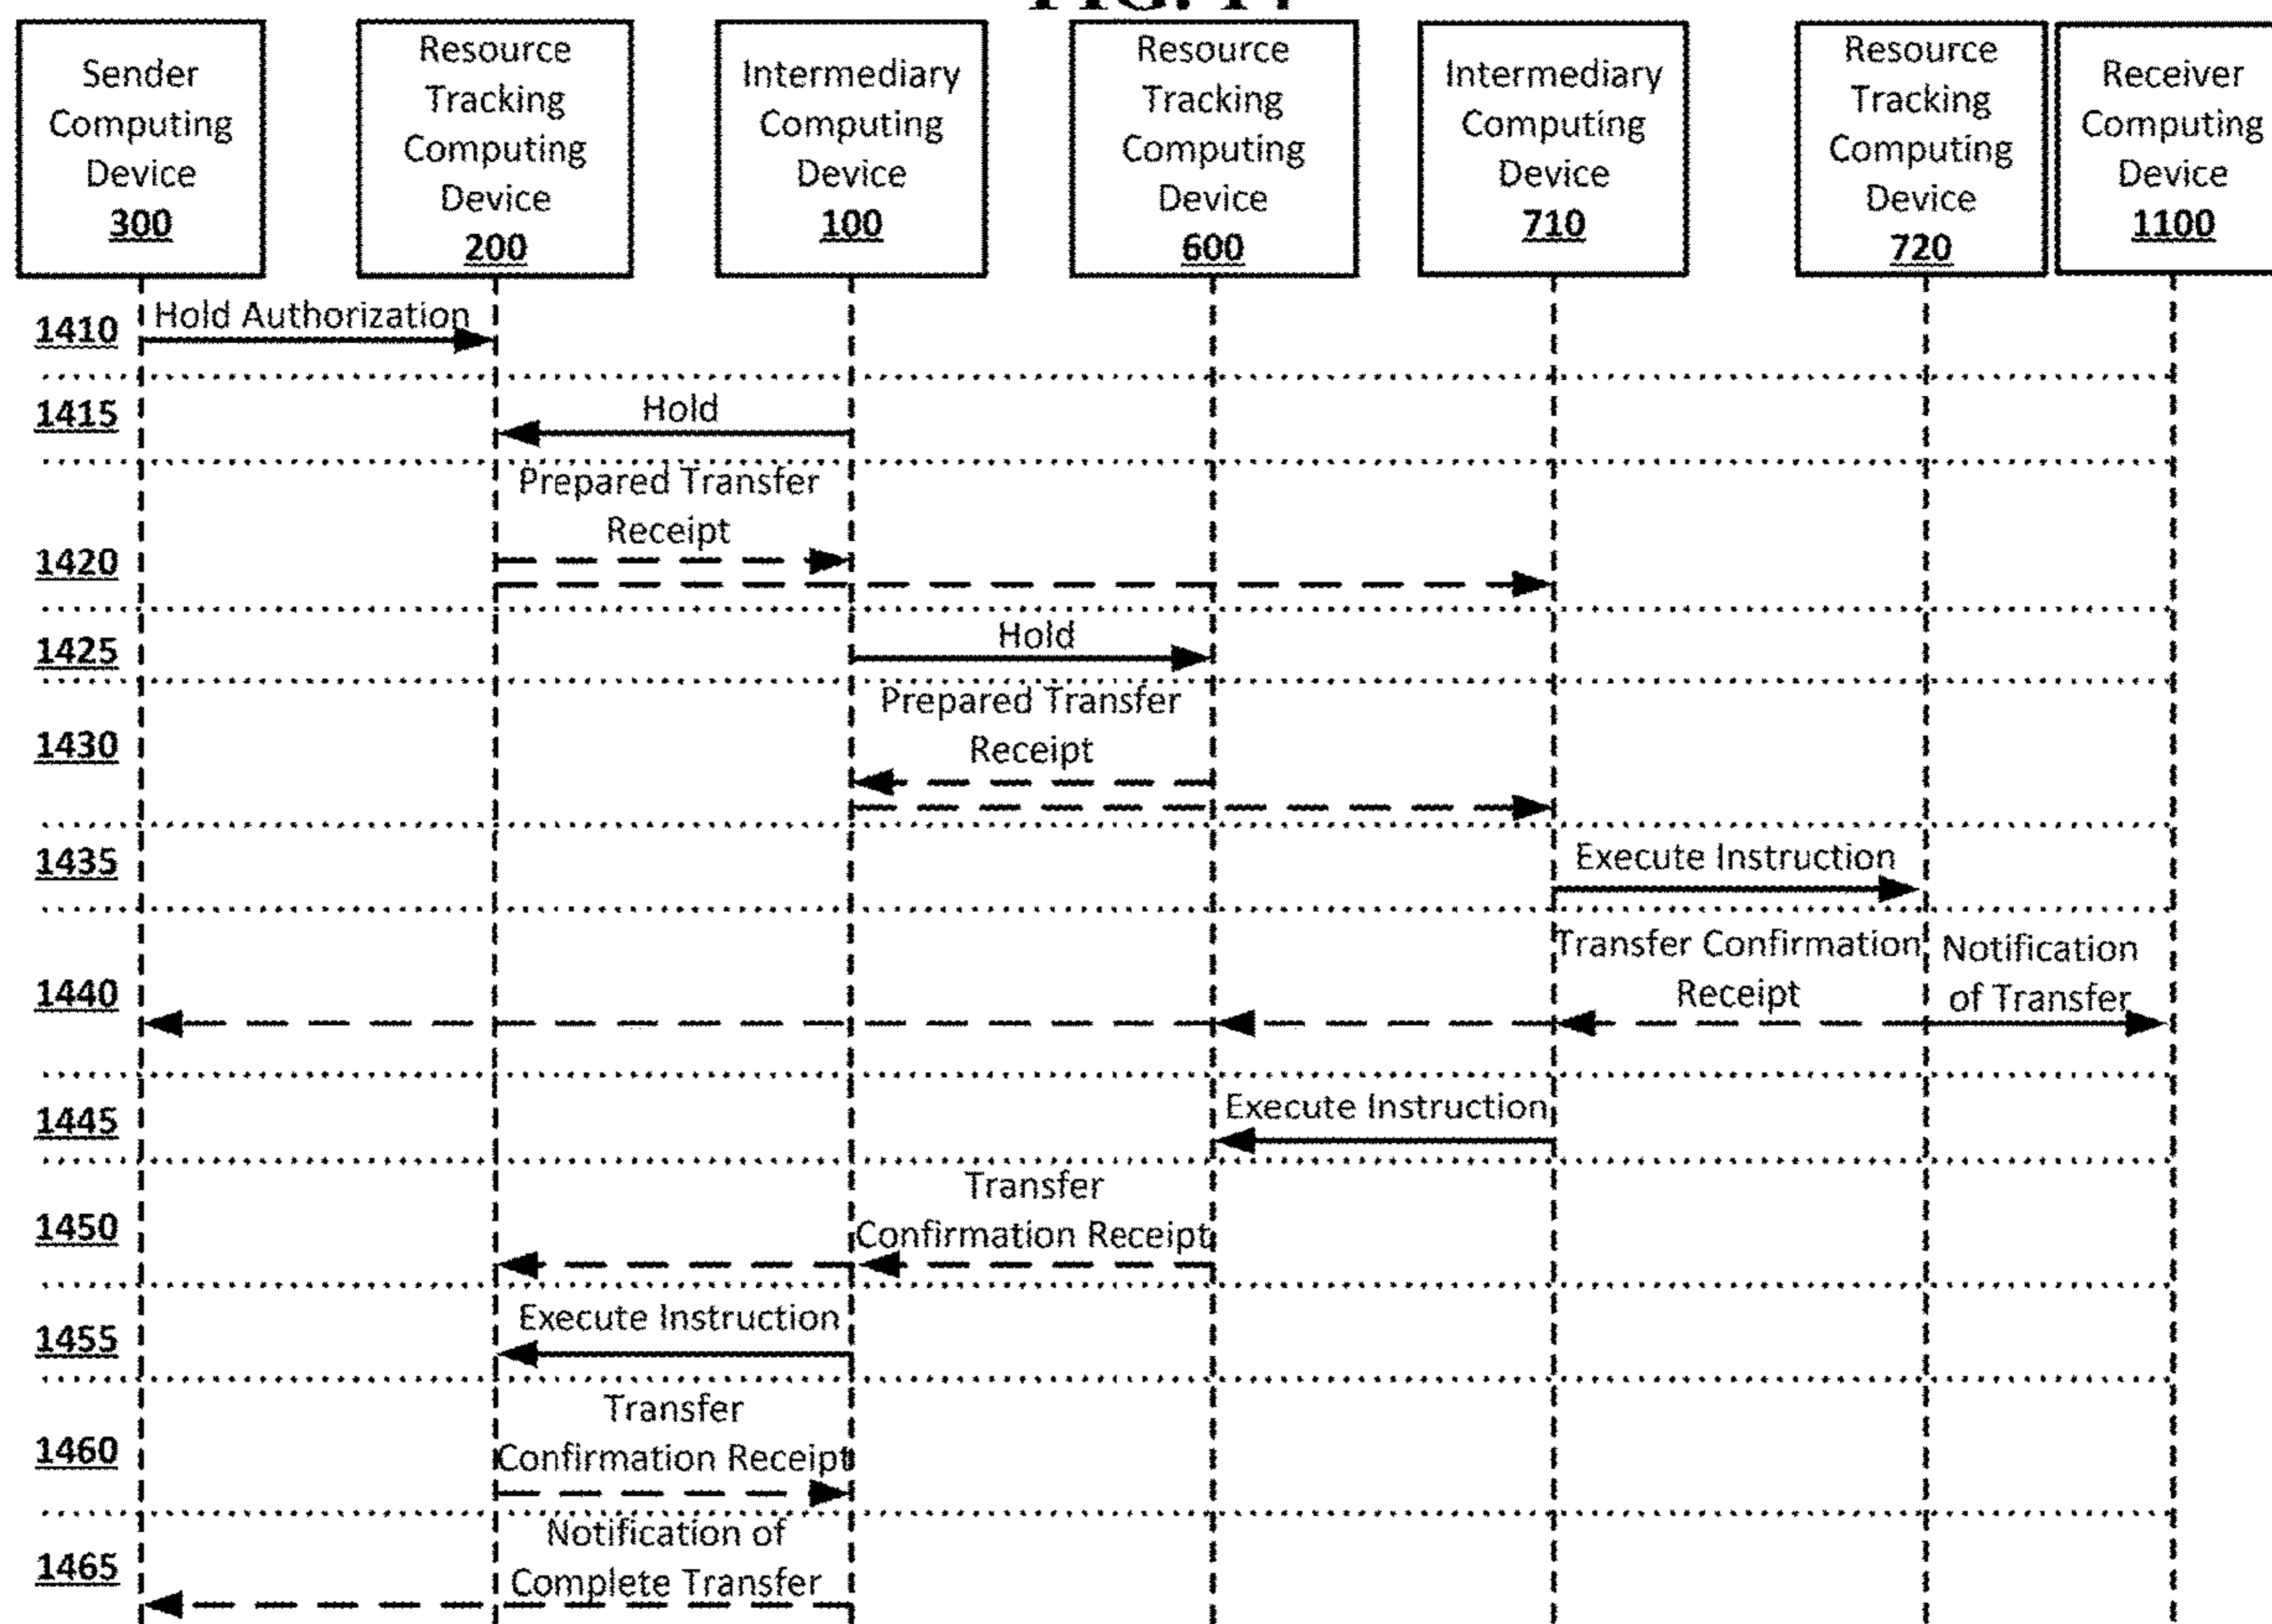 FIG. 14
Sender
Computing
Device
300
Resource
Tracking
Computing
Device
200
Intermediary
Computing
Device
100
Resource
Tracking
Computing
Device
600
Intermediary
Computing
Device
710
Resource
Tracking
Computing
Device
720
Receiver
Computing
Device
1100
1410
Hold Authorization
1415
Hold
Prepared Transfer
Receipt
1420
1425
Hold
Prepared Transfer
Receipt
1430
1435
Execute Instruction
Transfer Confirmation
Receipt
Notification
of Transfer
1440
1445
Execute Instruction
Transfer
Confirmation Receipt
1450
1455
Execute Instruction
Transfer
Confirmation Receipt
1460
Notification of
Complete Transfer
1465